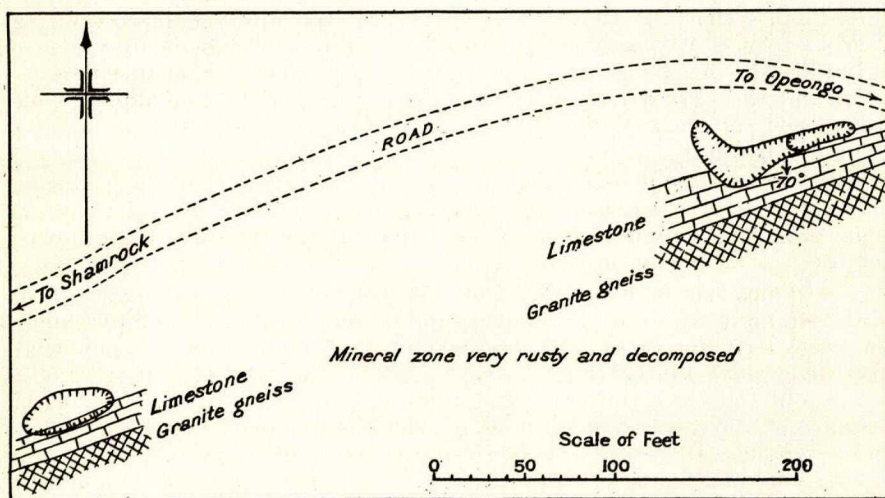 To Opeongo
ROAD
70°
Limestone
Granite gneiss
To Shamrock
Mineral zone very rusty and decomposed
Limestone
Granite gneiss
Scale of Feet
0 50 100 200